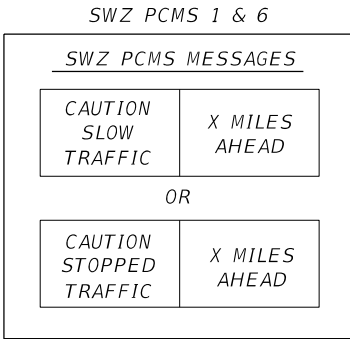 SWZ PCMS 1 & 6
SWZ PCMS MESSAGES
CAUTION
SLOW
TRAFFIC
X MILES
AHEAD
OR
CAUTION
STOPPED
TRAFFIC
X MILES
AHEAD